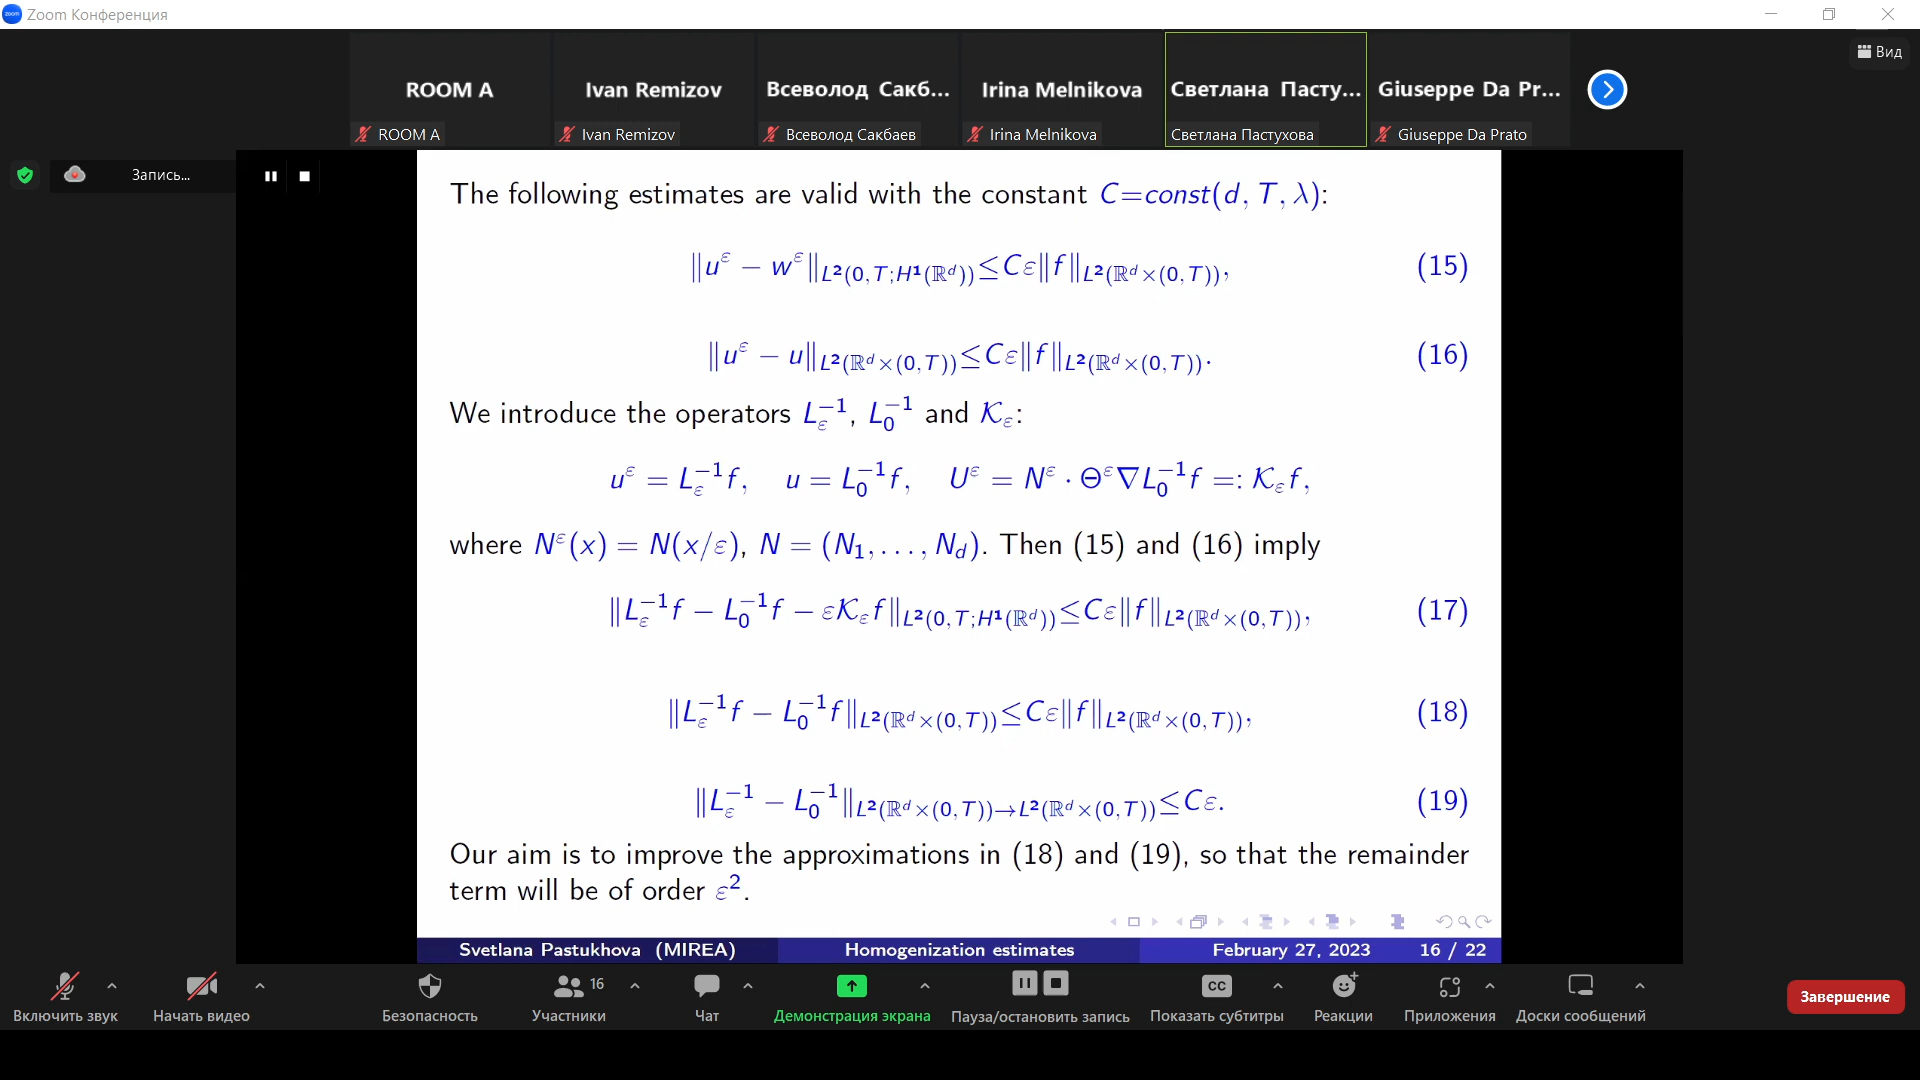 zoom Zoom Конференция
Вид
ROOM A
Ivan Remizov
Всеволод Сакб...
Irina Melnikova
Светлана Пасту...
Giuseppe Da Pr...
ROOM A
Ivan Remizov
Всеволод Сакбаев
Irina Melnikova
Светлана Пастухова
Giuseppe Da Prato
Запись...
The following estimates are valid with the constant C=const(d, T, λ):
‖u^ε − w^ε‖_{L²(0,T;H¹(ℝ^d))}≤Cε‖f‖_{L²(ℝ^d×(0,T))}, (15)
‖u^ε − u‖_{L²(ℝ^d×(0,T))}≤Cε‖f‖_{L²(ℝ^d×(0,T))}. (16)
We introduce the operators L_ε^{−1}, L_0^{−1} and 𝒦_ε:
u^ε = L_ε^{−1}f, u = L_0^{−1}f, U^ε = N^ε · Θ^ε∇L_0^{−1}f =: 𝒦_εf,
where N^ε(x) = N(x/ε), N = (N₁, . . . , N_d). Then (15) and (16) imply
‖L_ε^{−1}f − L_0^{−1}f − ε𝒦_εf‖_{L²(0,T;H¹(ℝ^d))}≤Cε‖f‖_{L²(ℝ^d×(0,T))}, (17)
‖L_ε^{−1}f − L_0^{−1}f‖_{L²(ℝ^d×(0,T))}≤Cε‖f‖_{L²(ℝ^d×(0,T))}, (18)
‖L_ε^{−1} − L_0^{−1}‖_{L²(ℝ^d×(0,T))→L²(ℝ^d×(0,T))}≤Cε. (19)
Our aim is to improve the approximations in (18) and (19), so that the remainder
term will be of order ε².
Svetlana Pastukhova (MIREA) Homogenization estimates February 27, 2023 16 / 22
16
CC
Включить звук
Начать видео
Безопасность
Участники
Чат
Демонстрация экрана
Пауза/остановить запись
Показать субтитры
Реакции
Приложения
Доски сообщений
Завершение